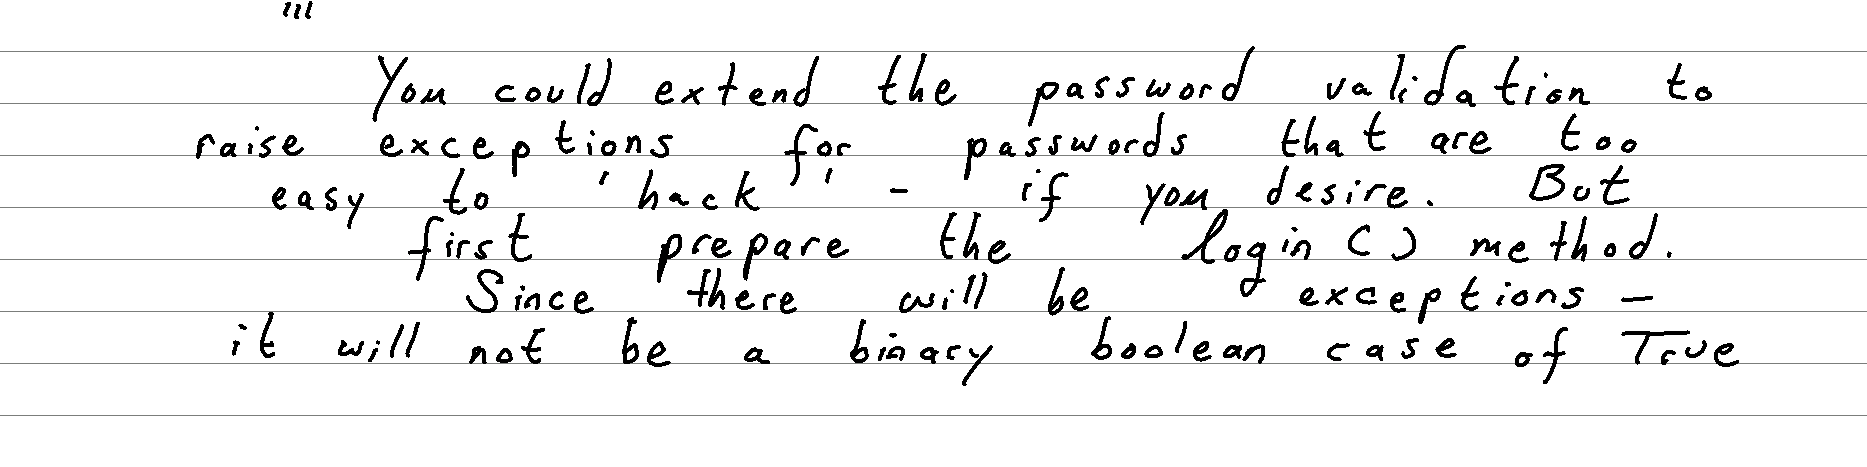 '''
You could extend the password validation to
raise exceptions for passwords that are too
easy to 'hack' - if you desire. But
first prepare the login() method.
Since there will be exceptions -
it will not be a binary boolean case of True